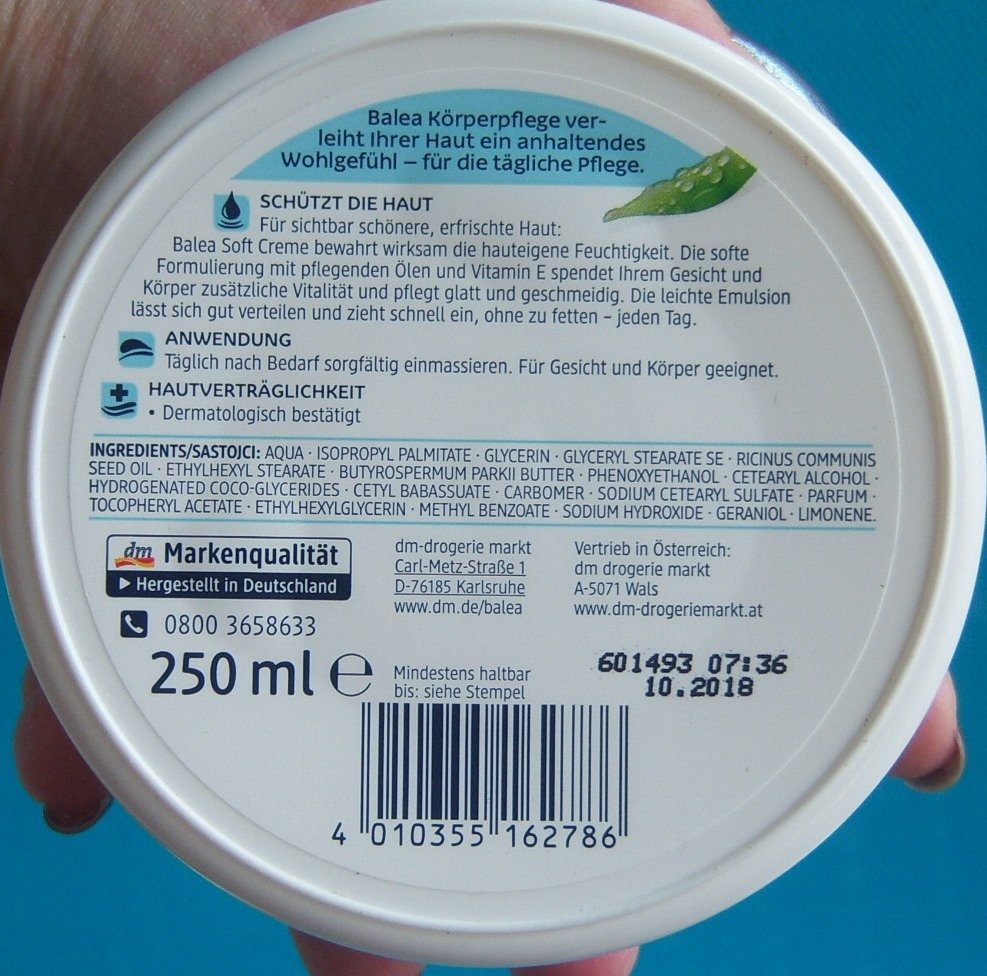 Balea Körperpflege ver-
leiht Ihrer Haut ein anhaltendes
Wohlgefühl – für die tägliche Pflege.
SCHÜTZT DIE HAUT
Für sichtbar schönere, erfrischte Haut:
Balea Soft Creme bewahrt wirksam die hauteigene Feuchtigkeit. Die softe
Formulierung mit pflegenden Ölen und Vitamin E spendet Ihrem Gesicht und
Körper zusätzliche Vitalität und pflegt glatt und geschmeidig. Die leichte Emulsion
lässt sich gut verteilen und zieht schnell ein, ohne zu fetten – jeden Tag.
ANWENDUNG
Täglich nach Bedarf sorgfältig einmassieren. Für Gesicht und Körper geeignet.
HAUTVERTRÄGLICHKEIT
• Dermatologisch bestätigt
INGREDIENTS/SASTOJCI: AQUA · ISOPROPYL PALMITATE · GLYCERIN · GLYCERYL STEARATE SE · RICINUS COMMUNIS
SEED OIL · ETHYLHEXYL STEARATE · BUTYROSPERMUM PARKII BUTTER · PHENOXYETHANOL · CETEARYL ALCOHOL ·
HYDROGENATED COCO-GLYCERIDES · CETYL BABASSUATE · CARBOMER · SODIUM CETEARYL SULFATE · PARFUM ·
TOCOPHERYL ACETATE · ETHYLHEXYLGLYCERIN · METHYL BENZOATE · SODIUM HYDROXIDE · GERANIOL · LIMONENE.
dm Markenqualität
Hergestellt in Deutschland
0800 3658633
dm-drogerie markt
Carl-Metz-Straße 1
D-76185 Karlsruhe
www.dm.de/balea
Vertrieb in Österreich:
dm drogerie markt
A-5071 Wals
www.dm-drogeriemarkt.at
250 ml e
Mindestens haltbar
bis: siehe Stempel
601493 07:36
10.2018
4 010355 162786